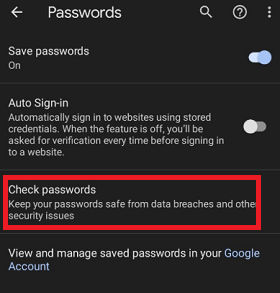 Passwords
Save passwords
On
Auto Sign-in
Automatically sign in to websites using stored
credentials. When the feature is off, you'll be
asked for verification every time before signing in
to a website.
Check passwords
Keep your passwords safe from data breaches and other
security issues
View and manage saved passwords in your Google
Account